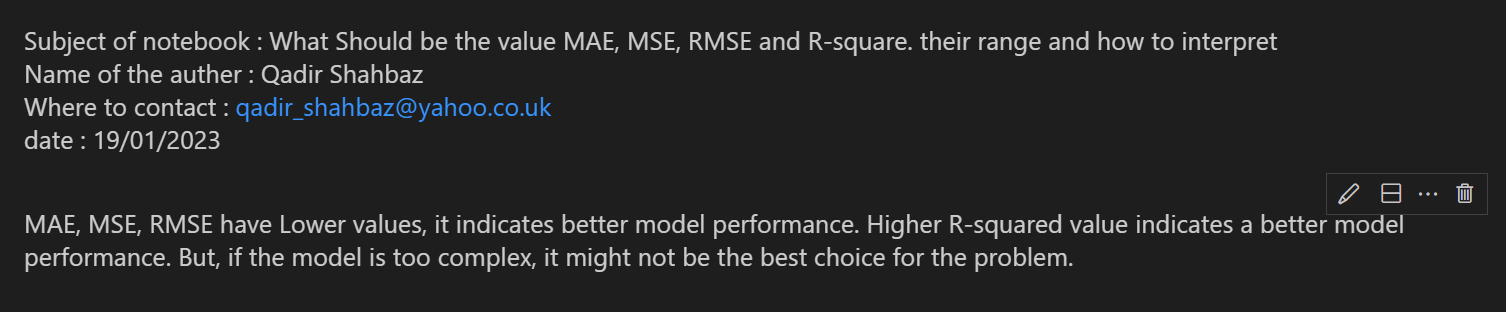 Subject of notebook : What Should be the value MAE, MSE, RMSE and R-square. their range and how to interpret
Name of the auther : Qadir Shahbaz
Where to contact : qadir_shahbaz@yahoo.co.uk
date : 19/01/2023
MAE, MSE, RMSE have Lower values, it indicates better model performance. Higher R-squared value indicates a better model
performance. But, if the model is too complex, it might not be the best choice for the problem.